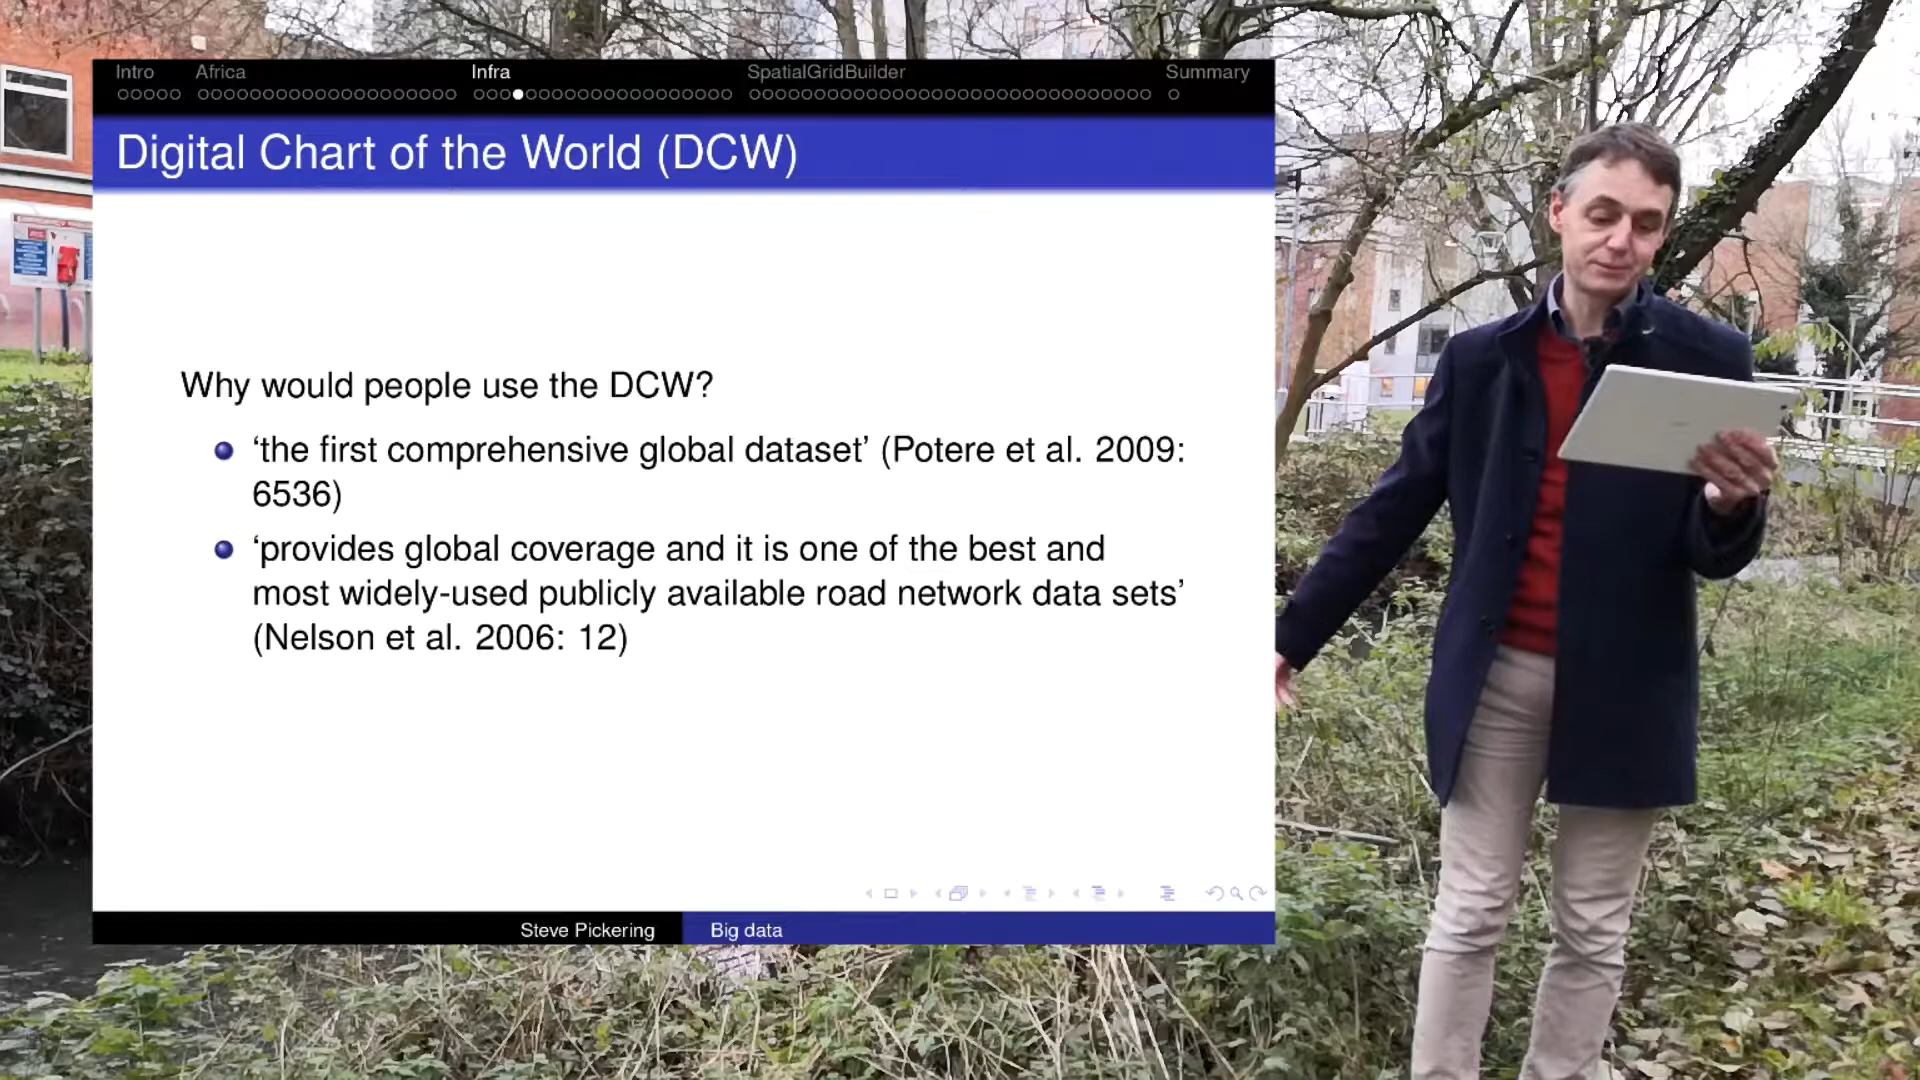 Intro Africa Infra SpatialGridBuilder Summary
Digital Chart of the World (DCW)
Why would people use the DCW?
‘the first comprehensive global dataset’ (Potere et al. 2009:
6536)
‘provides global coverage and it is one of the best and
most widely-used publicly available road network data sets’
(Nelson et al. 2006: 12)
Steve Pickering Big data